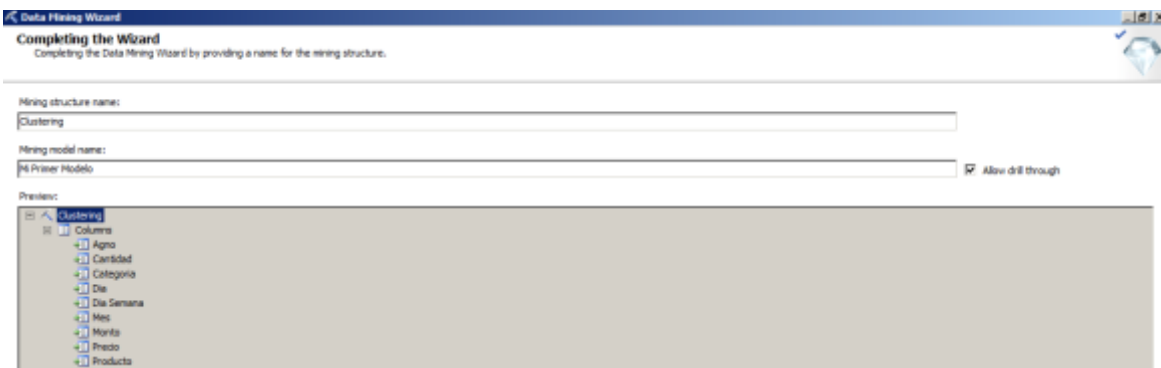 Data Mining Wizard
Completing the Wizard
Completing the Data Mining Wizard by providing a name for the mining structure.
Mining structure name:
Clustering
Mining model name:
Mi Primer Modelo
Allow drill through
Preview:
Clustering
Columns
Agno
Cantidad
Categoria
Dia
Dia Semana
Mes
Monto
Precio
Producto